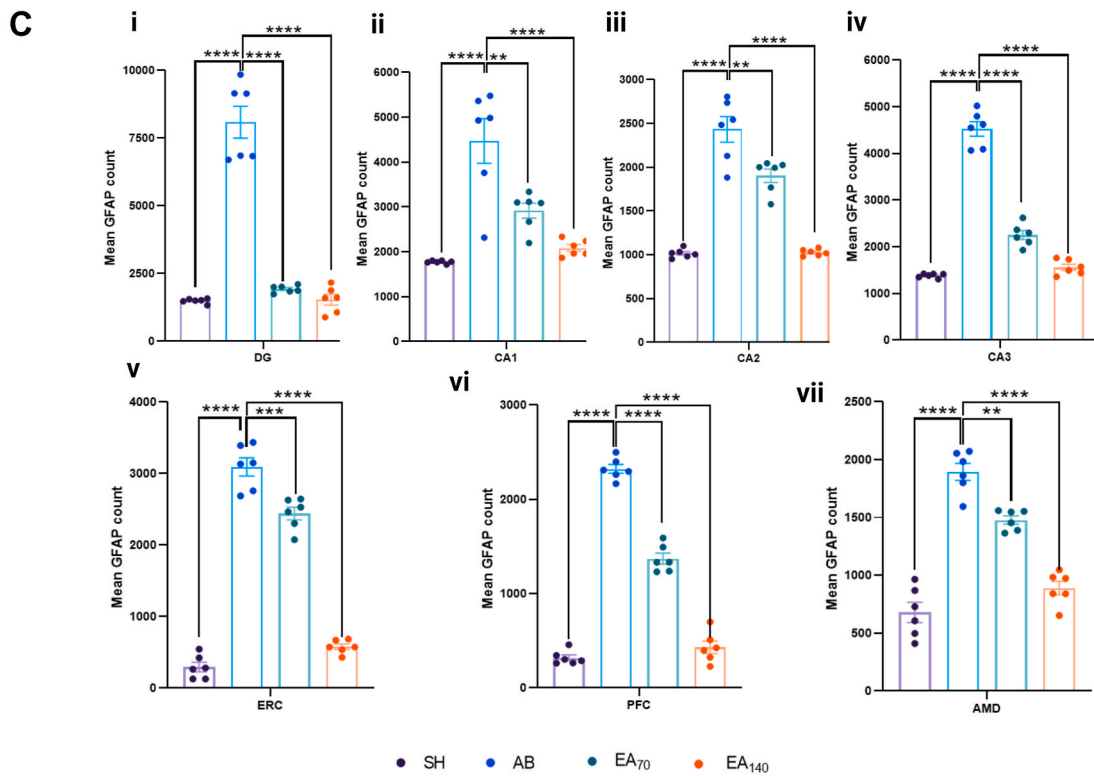 C
i
****
**** ****
Mean GFAP count
10000
7500
5000
2500
0
DG
ii
****
**** **
Mean GFAP count
6000
5000
4000
3000
2000
1000
0
CA1
iii
****
**** **
Mean GFAP count
3000
2500
2000
1500
1000
500
0
CA2
iv
****
**** ****
Mean GFAP count
6000
5000
4000
3000
2000
1000
0
CA3
v
****
**** ***
Mean GFAP count
4000
3000
2000
1000
0
ERC
vi
****
**** ****
Mean GFAP count
3000
2000
1000
0
PFC
vii
****
**** **
Mean GFAP count
2500
2000
1500
1000
500
0
AMD
SH AB EA70 EA140